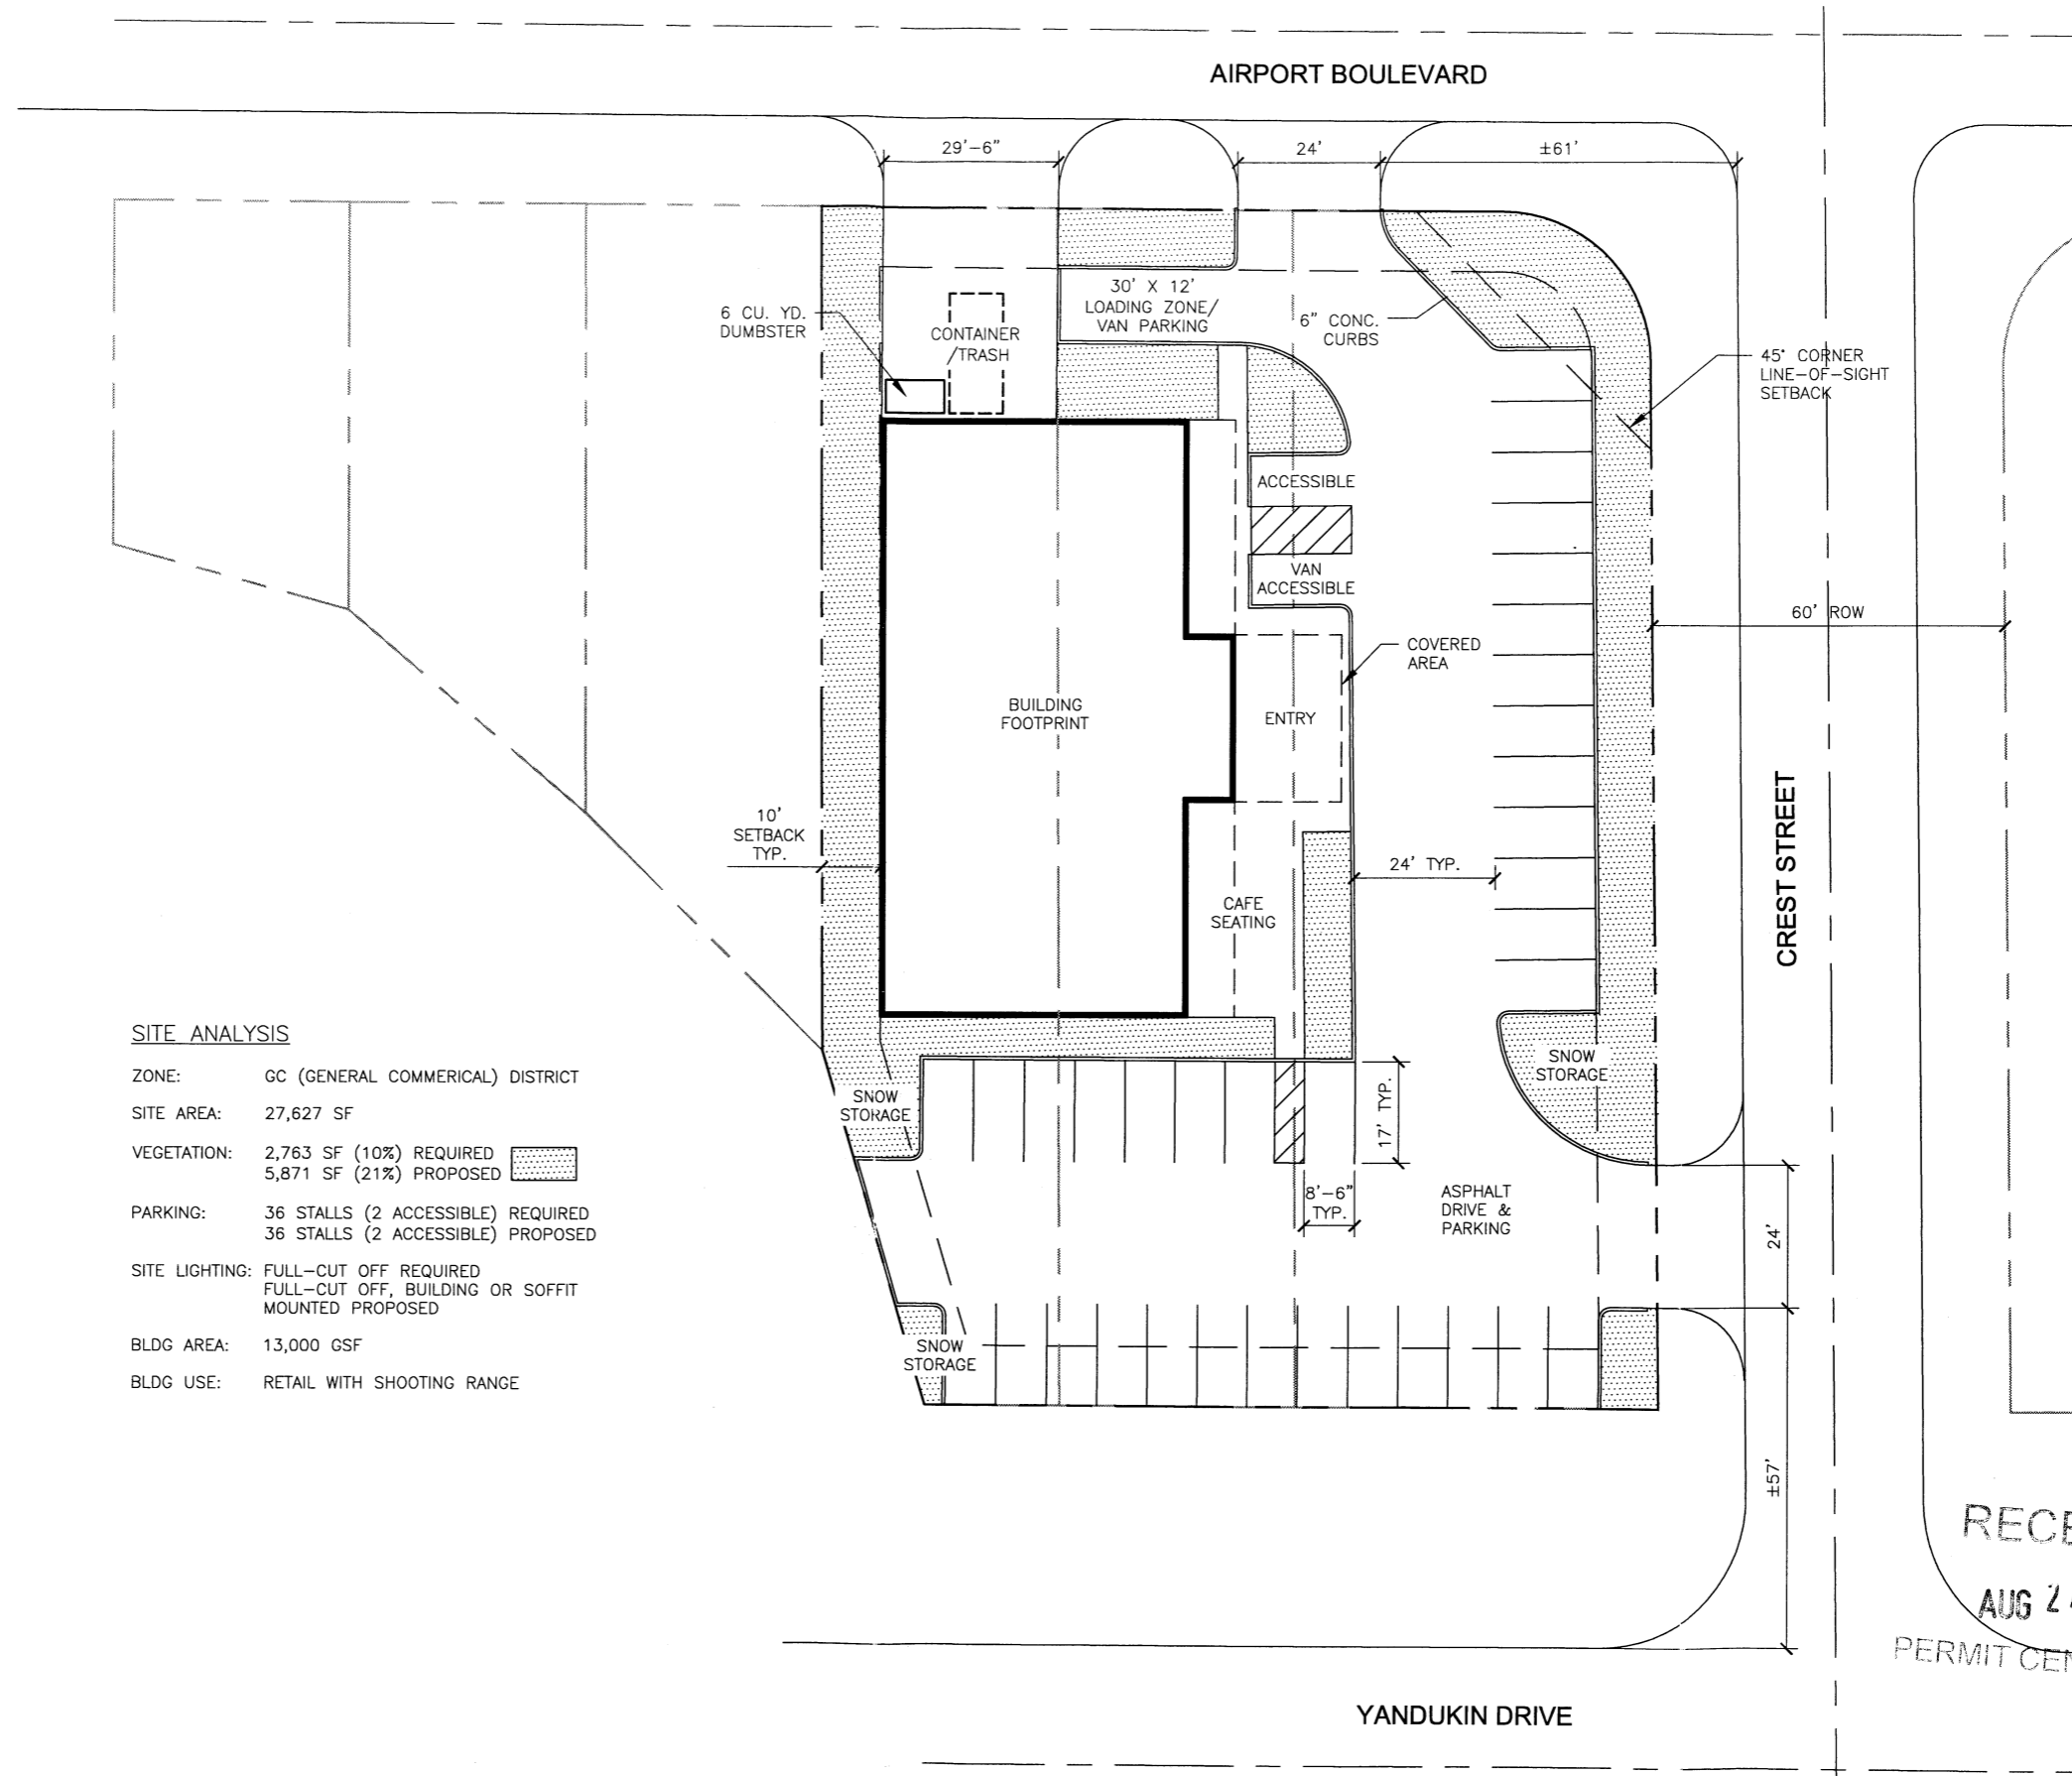 AIRPORT BOULEVARD
29'-6"
24'
±61'
6 CU. YD.
DUMBSTER
CONTAINER
/TRASH
30' X 12'
LOADING ZONE/
VAN PARKING
6" CONC.
CURBS
45° CORNER
LINE-OF-SIGHT
SETBACK
ACCESSIBLE
VAN
ACCESSIBLE
60' ROW
COVERED
AREA
BUILDING
FOOTPRINT
ENTRY
10'
SETBACK
TYP.
24' TYP.
CAFE
SEATING
CREST STREET
SITE ANALYSIS
ZONE: GC (GENERAL COMMERICAL) DISTRICT
SITE AREA: 27,627 SF
VEGETATION: 2,763 SF (10%) REQUIRED
5,871 SF (21%) PROPOSED
PARKING: 36 STALLS (2 ACCESSIBLE) REQUIRED
36 STALLS (2 ACCESSIBLE) PROPOSED
SITE LIGHTING: FULL-CUT OFF REQUIRED
FULL-CUT OFF, BUILDING OR SOFFIT
MOUNTED PROPOSED
BLDG AREA: 13,000 GSF
BLDG USE: RETAIL WITH SHOOTING RANGE
SNOW
STORAGE
17' TYP.
SNOW
STORAGE
8'-6"
TYP.
ASPHALT
DRIVE &
PARKING
24'
SNOW
STORAGE
±57'
AUG
PERMIT
YANDUKIN DRIVE